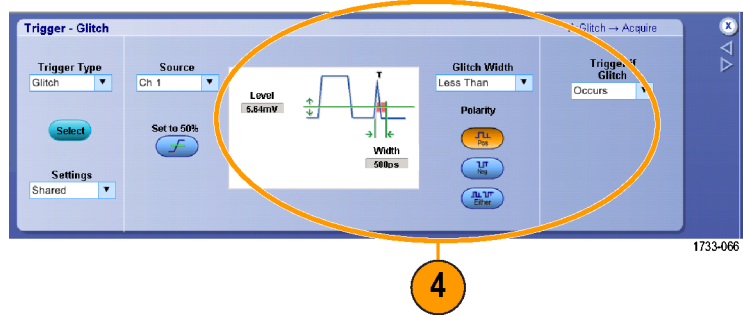 Trigger - Glitch
A: Glitch → Acquire
X
Trigger Type
Glitch
Select
Settings
Shared
Source
Ch 1
Set to 50%
Level
5.64mV
T
Width
500ps
Glitch Width
Less Than
Polarity
Pos
Neg
Either
Trigger if
Glitch
Occurs
1733-066
4